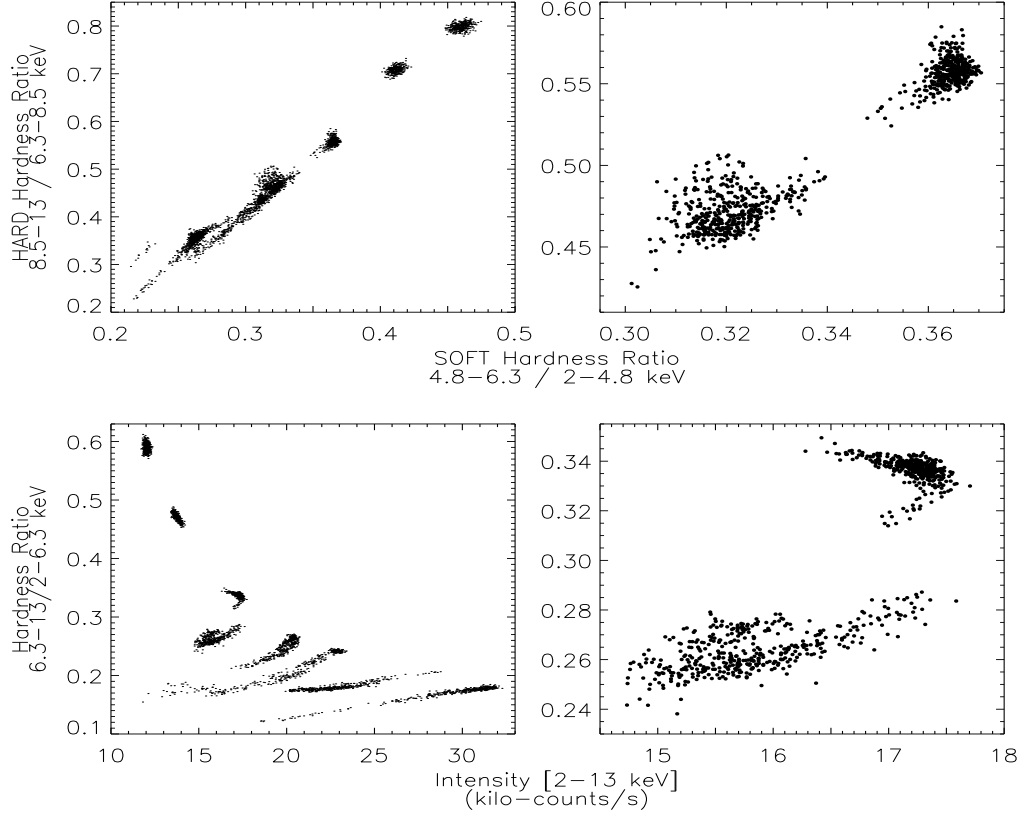 HARD Hardness Ratio
8.5−13 / 6.3−8.5 keV
0.8
0.7
0.6
0.5
0.4
0.3
0.2
0.2 0.3 0.4 0.5
0.60
0.55
0.50
0.45
0.30 0.32 0.34 0.36
SOFT Hardness Ratio
4.8−6.3 / 2−4.8 keV
Hardness Ratio
6.3−13/2−6.3 keV
0.6
0.5
0.4
0.3
0.2
0.1
10 15 20 25 30
0.34
0.32
0.30
0.28
0.26
0.24
15 16 17 18
Intensity [2−13 keV]
(kilo−counts/s)